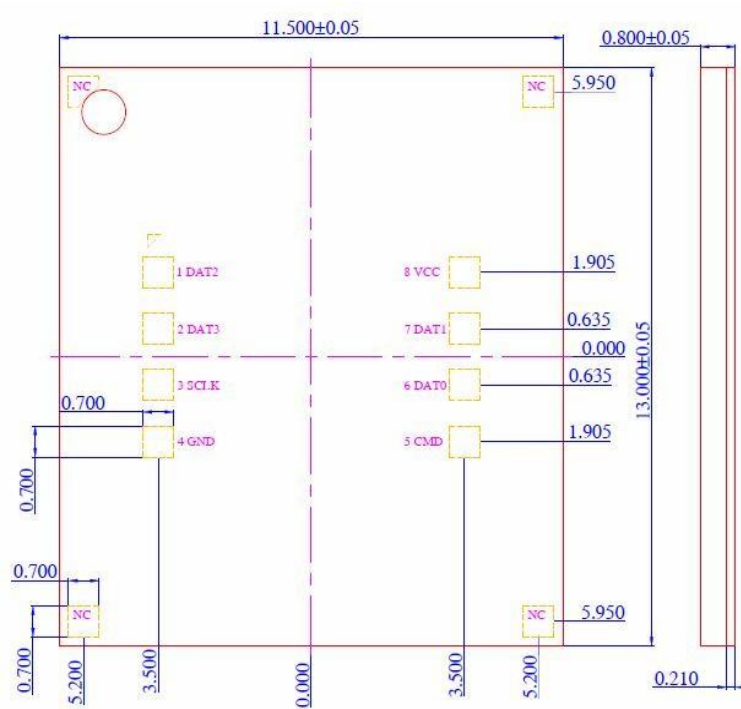 11.500±0.05
0.800±0.05
NC
NC
5.950
1 DAT2
8 VCC
1.905
2 DAT3
7 DAT1
0.635
0.000
13.000±0.05
3 SCLK
6 DAT0
0.635
0.700
4 GND
5 CMD
1.905
0.700
0.700
NC
NC
5.950
0.700
5.200
3.500
0.000
3.500
5.200
0.210